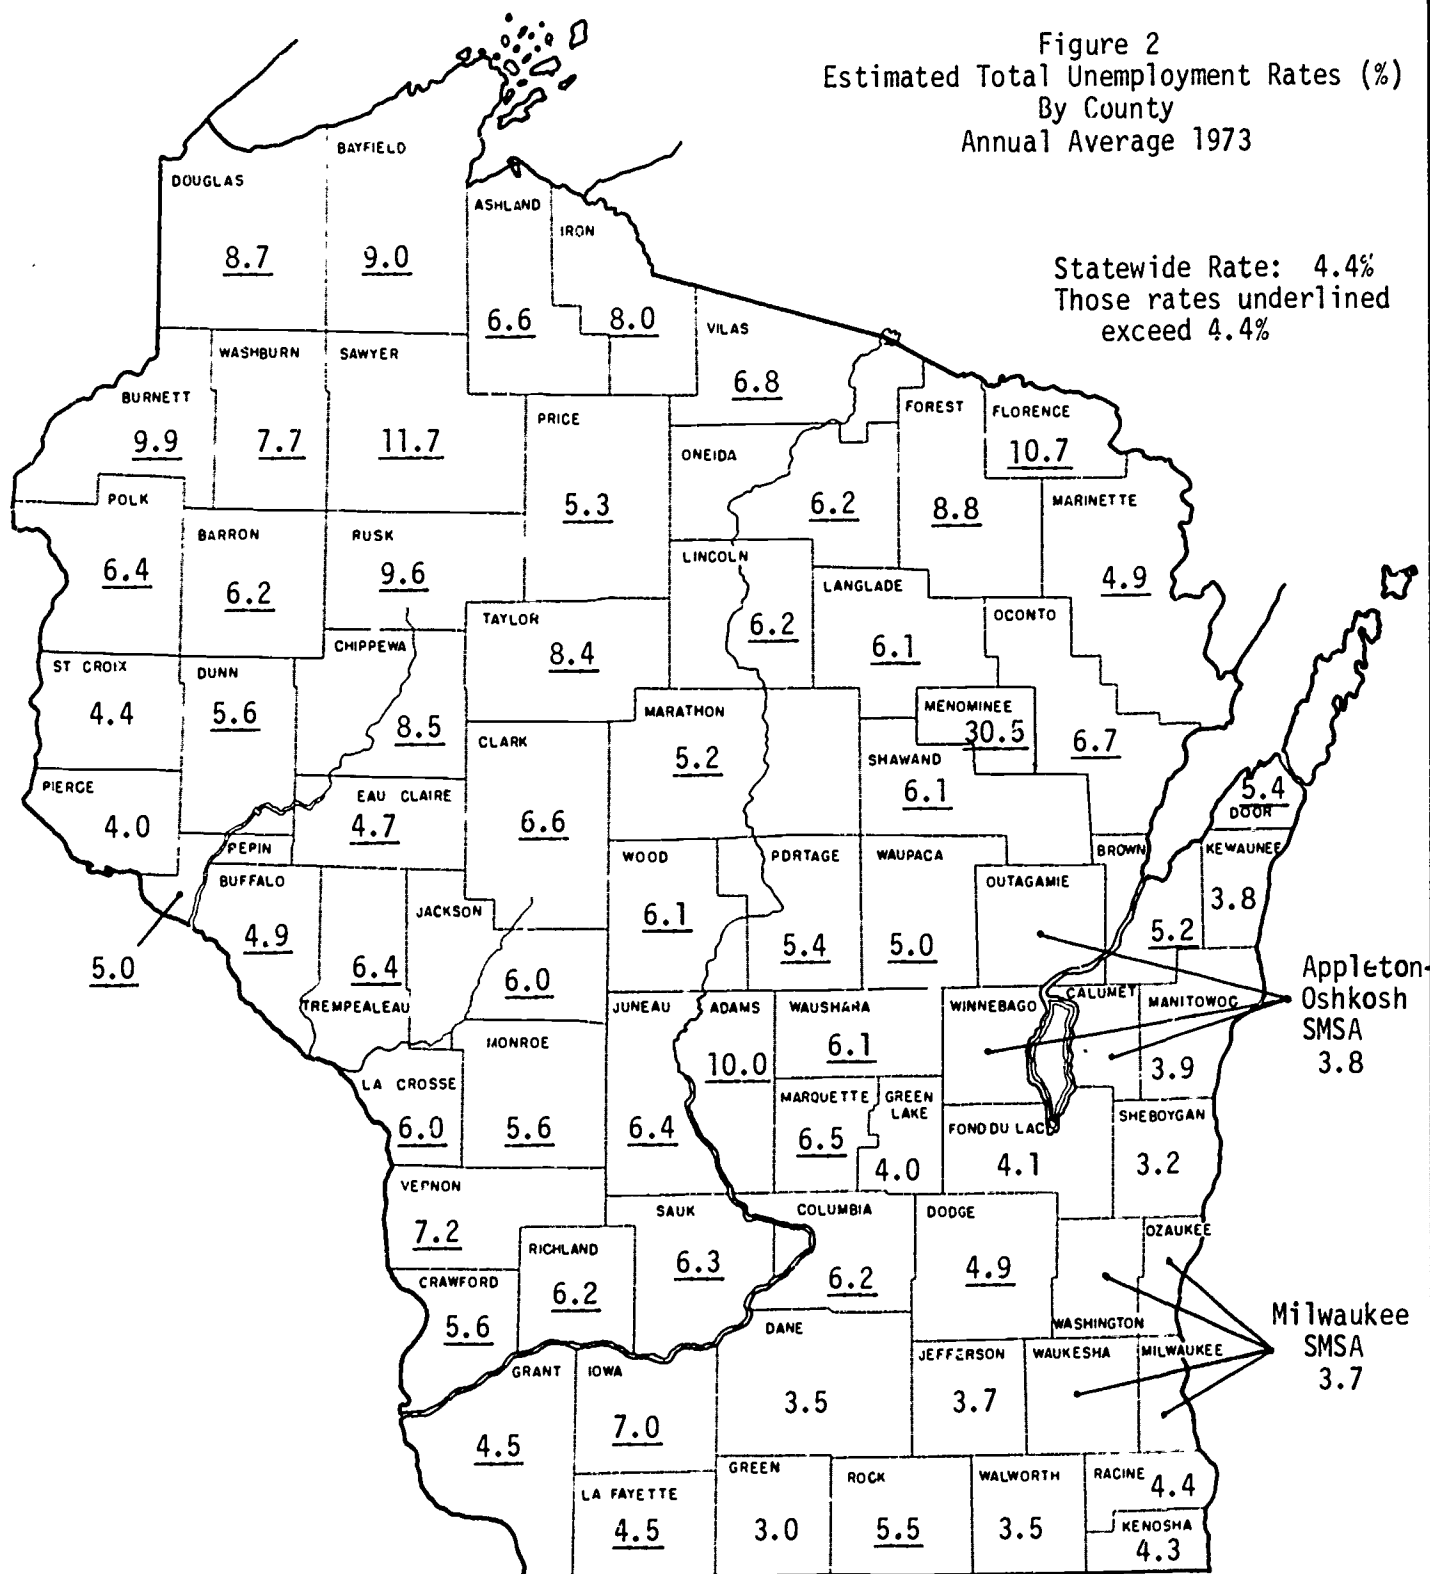 Figure 2
Estimated Total Unemployment Rates (%)
By County
Annual Average 1973
Statewide Rate: 4.4%
Those rates underlined
exceed 4.4%
DOUGLAS
8.7
BAYFIELD
9.0
ASHLAND
6.6
IRON
8.0
VILAS
6.8
WASHBURN
7.7
SAWYER
11.7
BURNETT
9.9
PRICE
5.3
ONEIDA
6.2
FOREST
8.8
FLORENCE
10.7
MARINETTE
4.9
POLK
6.4
BARRON
6.2
RUSK
9.6
LINCOLN
6.2
LANGLADE
6.1
OCONTO
6.7
TAYLOR
8.4
CHIPPEWA
8.5
ST CROIX
4.4
DUNN
5.6
MARATHON
5.2
MENOMINEE
30.5
CLARK
6.6
SHAWANO
6.1
PIERCE
4.0
EAU CLAIRE
4.7
5.4
DOOR
PEPIN
5.0
BUFFALO
4.9
TREMPEALEAU
6.4
JACKSON
6.0
WOOD
6.1
PORTAGE
5.4
WAUPACA
5.0
OUTAGAMIE
BROWN
5.2
KEWAUNEE
3.8
Appleton-
Oshkosh
SMSA
3.8
JUNEAU
6.4
ADAMS
10.0
WAUSHARA
6.1
WINNEBAGO
CALUMET
MANITOWOC
3.9
MONROE
5.6
LA CROSSE
6.0
MARQUETTE
6.5
GREEN
LAKE
4.0
FOND DU LAC
4.1
SHEBOYGAN
3.2
VERNON
7.2
RICHLAND
6.2
SAUK
6.3
COLUMBIA
6.2
DODGE
4.9
OZAUKEE
WASHINGTON
CRAWFORD
5.6
Milwaukee
SMSA
3.7
GRANT
4.5
IOWA
7.0
DANE
3.5
JEFFERSON
3.7
WAUKESHA
MILWAUKEE
LA FAYETTE
4.5
GREEN
3.0
ROCK
5.5
WALWORTH
3.5
RACINE
4.4
KENOSHA
4.3